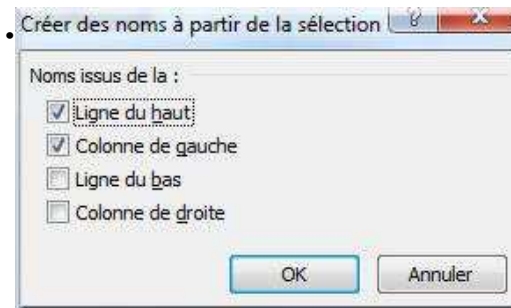 Créer des noms à partir de la sélection
Noms issus de la :
Ligne du haut
Colonne de gauche
Ligne du bas
Colonne de droite
OK Annuler